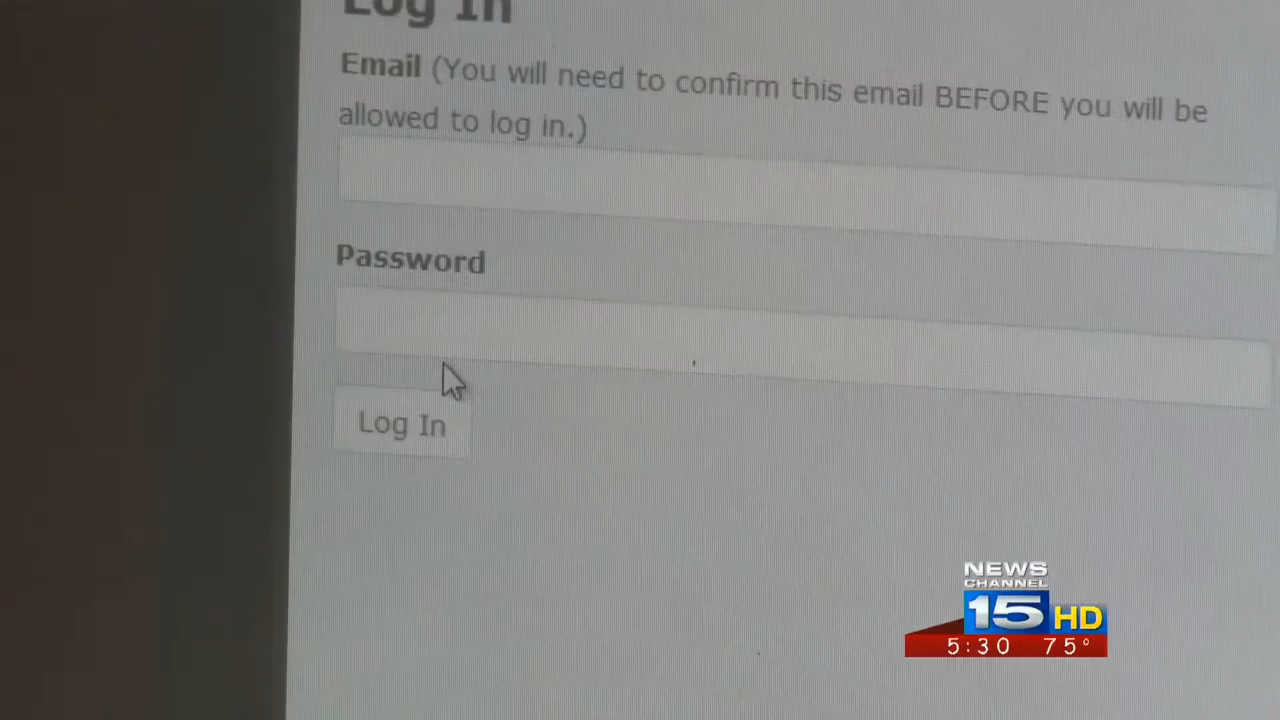 Log In
Email (You will need to confirm this email BEFORE you will be
allowed to log in.)
Password
Log In
NEWS
CHANNEL
15 HD
5:30 75°